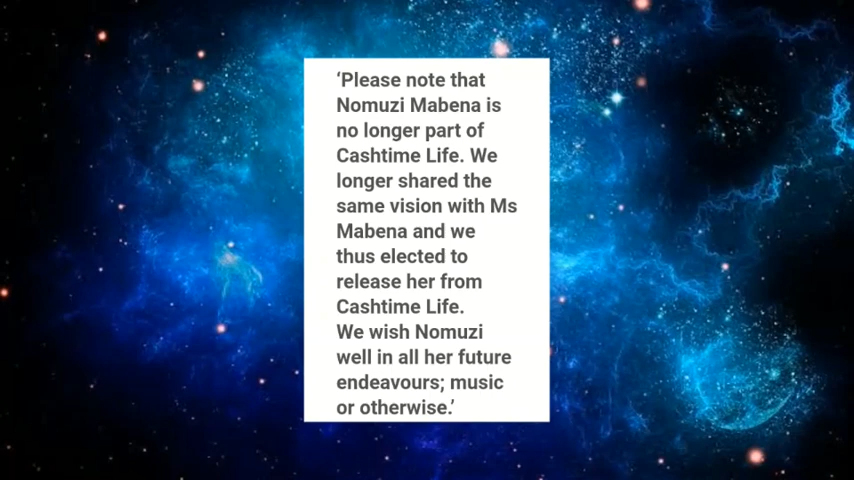 ‘Please note that
Nomuzi Mabena is
no longer part of
Cashtime Life. We
longer shared the
same vision with Ms
Mabena and we
thus elected to
release her from
Cashtime Life.
We wish Nomuzi
well in all her future
endeavours; music
or otherwise.’